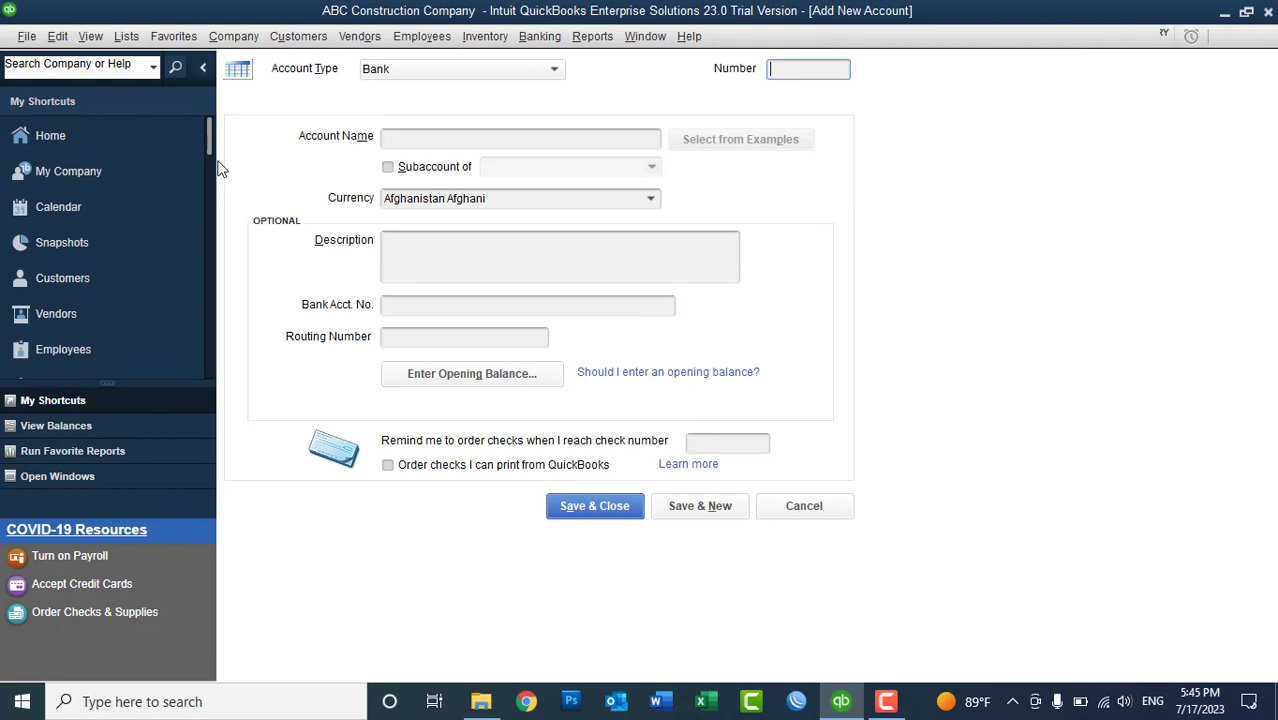 ABC Construction Company - Intuit QuickBooks Enterprise Solutions 23.0 Trial Version - [Add New Account]
File Edit View Lists Favorites Company Customers Vendors Employees Inventory Banking Reports Window Help
Search Company or Help
My Shortcuts
Home
My Company
Calendar
Snapshots
Customers
Vendors
Employees
My Shortcuts
View Balances
Run Favorite Reports
Open Windows
COVID-19 Resources
Turn on Payroll
Accept Credit Cards
Order Checks & Supplies
Account Type Bank Number
Account Name Select from Examples
Subaccount of
Currency Afghanistan Afghani
OPTIONAL
Description
Bank Acct. No.
Routing Number
Enter Opening Balance... Should I enter an opening balance?
Remind me to order checks when I reach check number
Order checks I can print from QuickBooks Learn more
Save & Close Save & New Cancel
Type here to search
89°F ENG
5:45 PM
7/17/2023